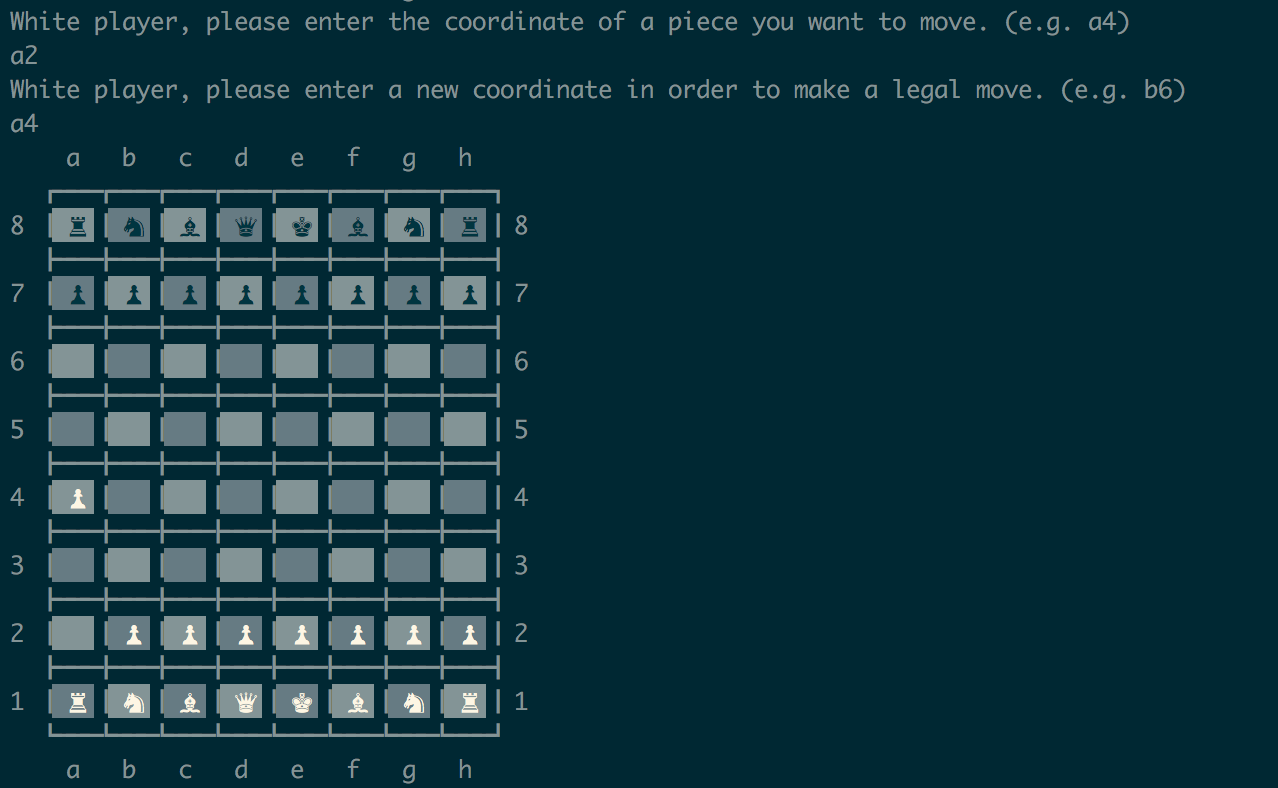 White player, please enter the coordinate of a piece you want to move. (e.g. a4)
a2
White player, please enter a new coordinate in order to make a legal move. (e.g. b6)
a4
a b c d e f g h
8 ♜ ♞ ♝ ♛ ♚ ♝ ♞ ♜ 8
7 ♟ ♟ ♟ ♟ ♟ ♟ ♟ ♟ 7
6 6
5 5
4 ♟ 4
3 3
2 ♟ ♟ ♟ ♟ ♟ ♟ ♟ 2
1 ♜ ♞ ♝ ♛ ♚ ♝ ♞ ♜ 1
a b c d e f g h